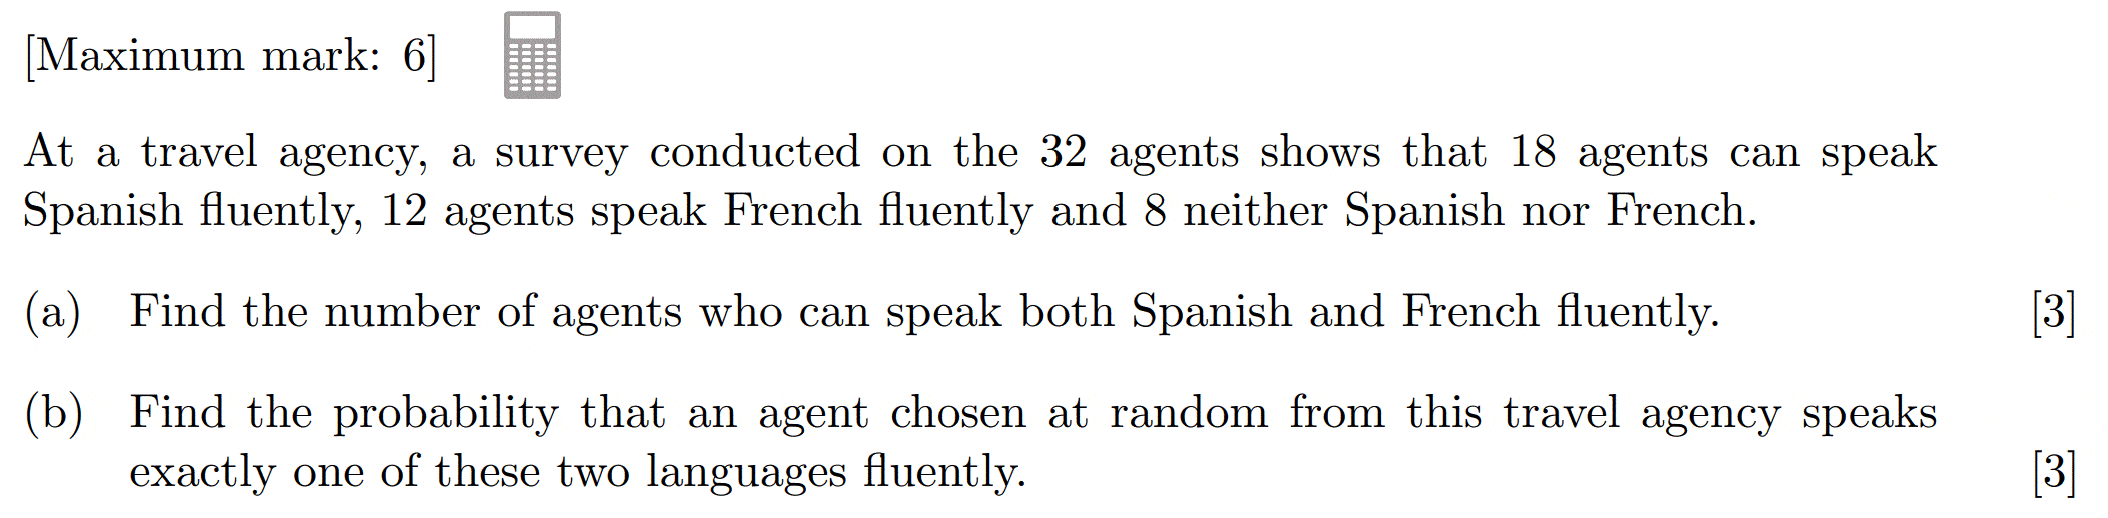 [Maximum mark: 6]
At a travel agency, a survey conducted on the 32 agents shows that 18 agents can speak
Spanish fluently, 12 agents speak French fluently and 8 neither Spanish nor French.
(a) Find the number of agents who can speak both Spanish and French fluently. [3]
(b) Find the probability that an agent chosen at random from this travel agency speaks
exactly one of these two languages fluently. [3]